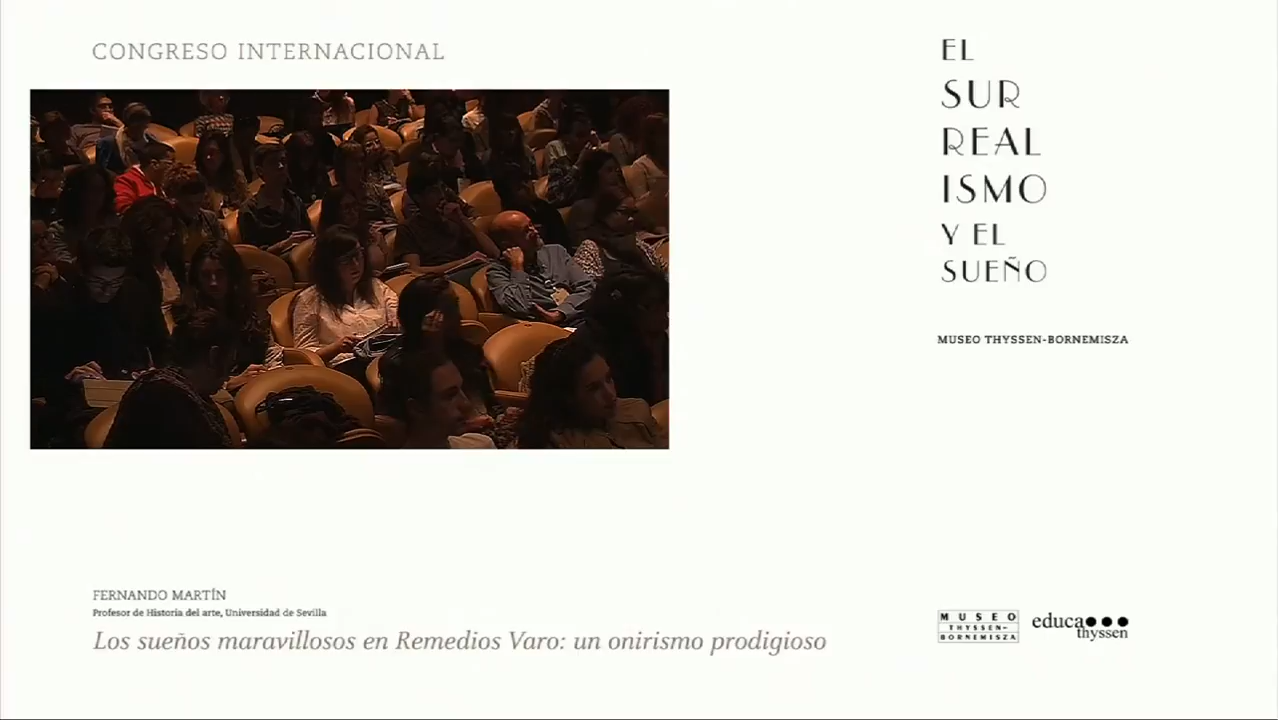 CONGRESO INTERNACIONAL
EL
SUR
REAL
ISMO
Y EL
SUEÑO
MUSEO THYSSEN-BORNEMISZA
FERNANDO MARTÍN
Profesor de Historia del arte, Universidad de Sevilla
Los sueños maravillosos en Remedios Varo: un onirismo prodigioso
MUSEO
THYSSEN-
BORNEMISZA
educa
thyssen